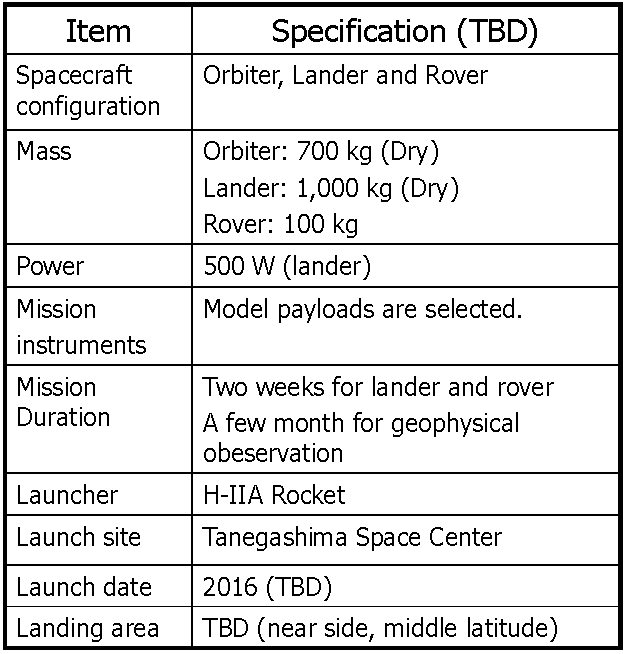 Item Specification (TBD)
Spacecraft Orbiter, Lander and Rover
configuration
Mass Orbiter: 700 kg (Dry)
Lander: 1,000 kg (Dry)
Rover: 100 kg
Power 500 W (lander)
Mission Model payloads are selected.
instruments
Mission Two weeks for lander and rover
Duration A few month for geophysical
obeservation
Launcher H-IIA Rocket
Launch site Tanegashima Space Center
Launch date 2016 (TBD)
Landing area TBD (near side, middle latitude)